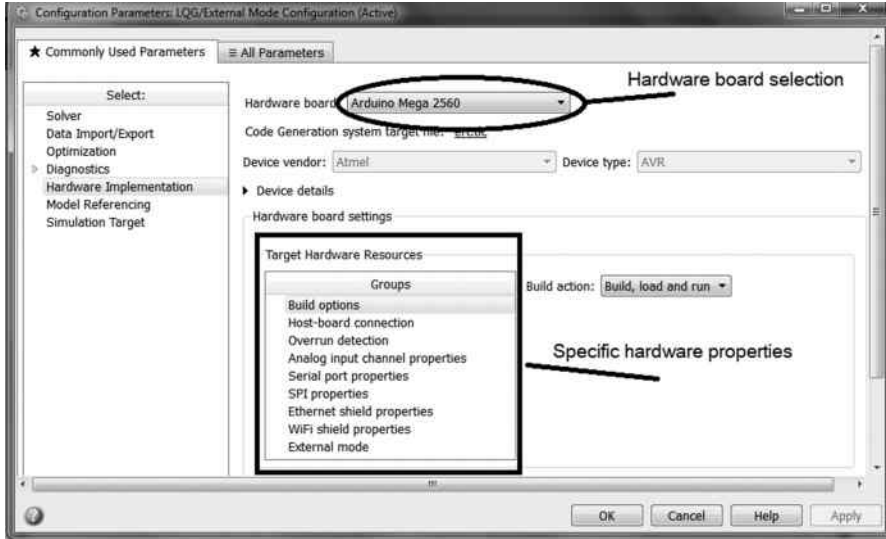 Configuration Parameters: LQG/External Mode Configuration (Active)
★ Commonly Used Parameters
≡ All Parameters
Select:
Solver
Data Import/Export
Optimization
Diagnostics
Hardware Implementation
Model Referencing
Simulation Target
Hardware board selection
Hardware board: Arduino Mega 2560
Code Generation system target file: ert.tlc
Device vendor: Atmel
Device type: AVR
Device details
Hardware board settings
Target Hardware Resources
Groups
Build options
Host-board connection
Overrun detection
Analog input channel properties
Serial port properties
SPI properties
Ethernet shield properties
WiFi shield properties
External mode
Build action: Build, load and run
Specific hardware properties
OK
Cancel
Help
Apply